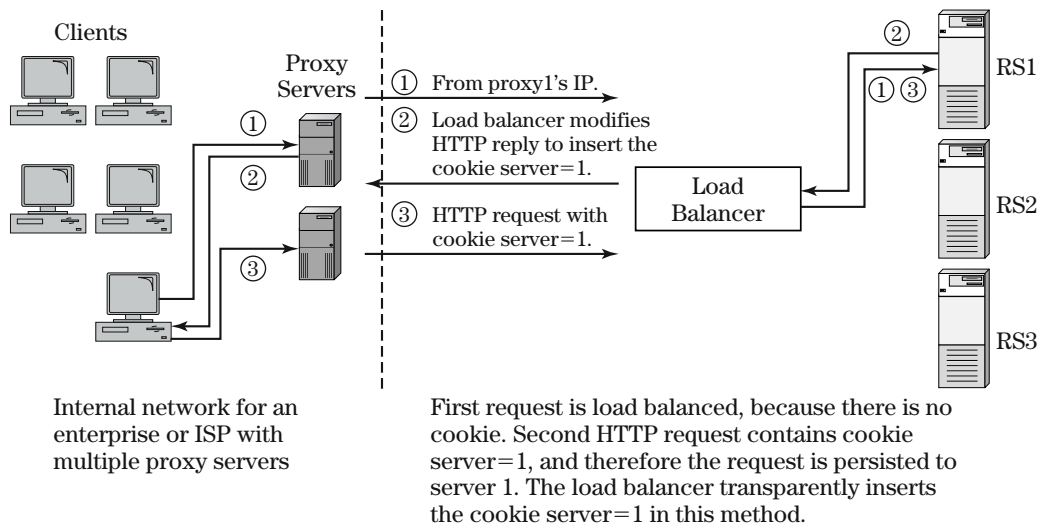 Clients
Proxy
Servers
① From proxy1's IP.
② Load balancer modifies
HTTP reply to insert the
cookie server=1.
③ HTTP request with
cookie server=1.
①
②
③
Load
Balancer
②
① ③
RS1
RS2
RS3
Internal network for an
enterprise or ISP with
multiple proxy servers
First request is load balanced, because there is no
cookie. Second HTTP request contains cookie
server=1, and therefore the request is persisted to
server 1. The load balancer transparently inserts
the cookie server=1 in this method.